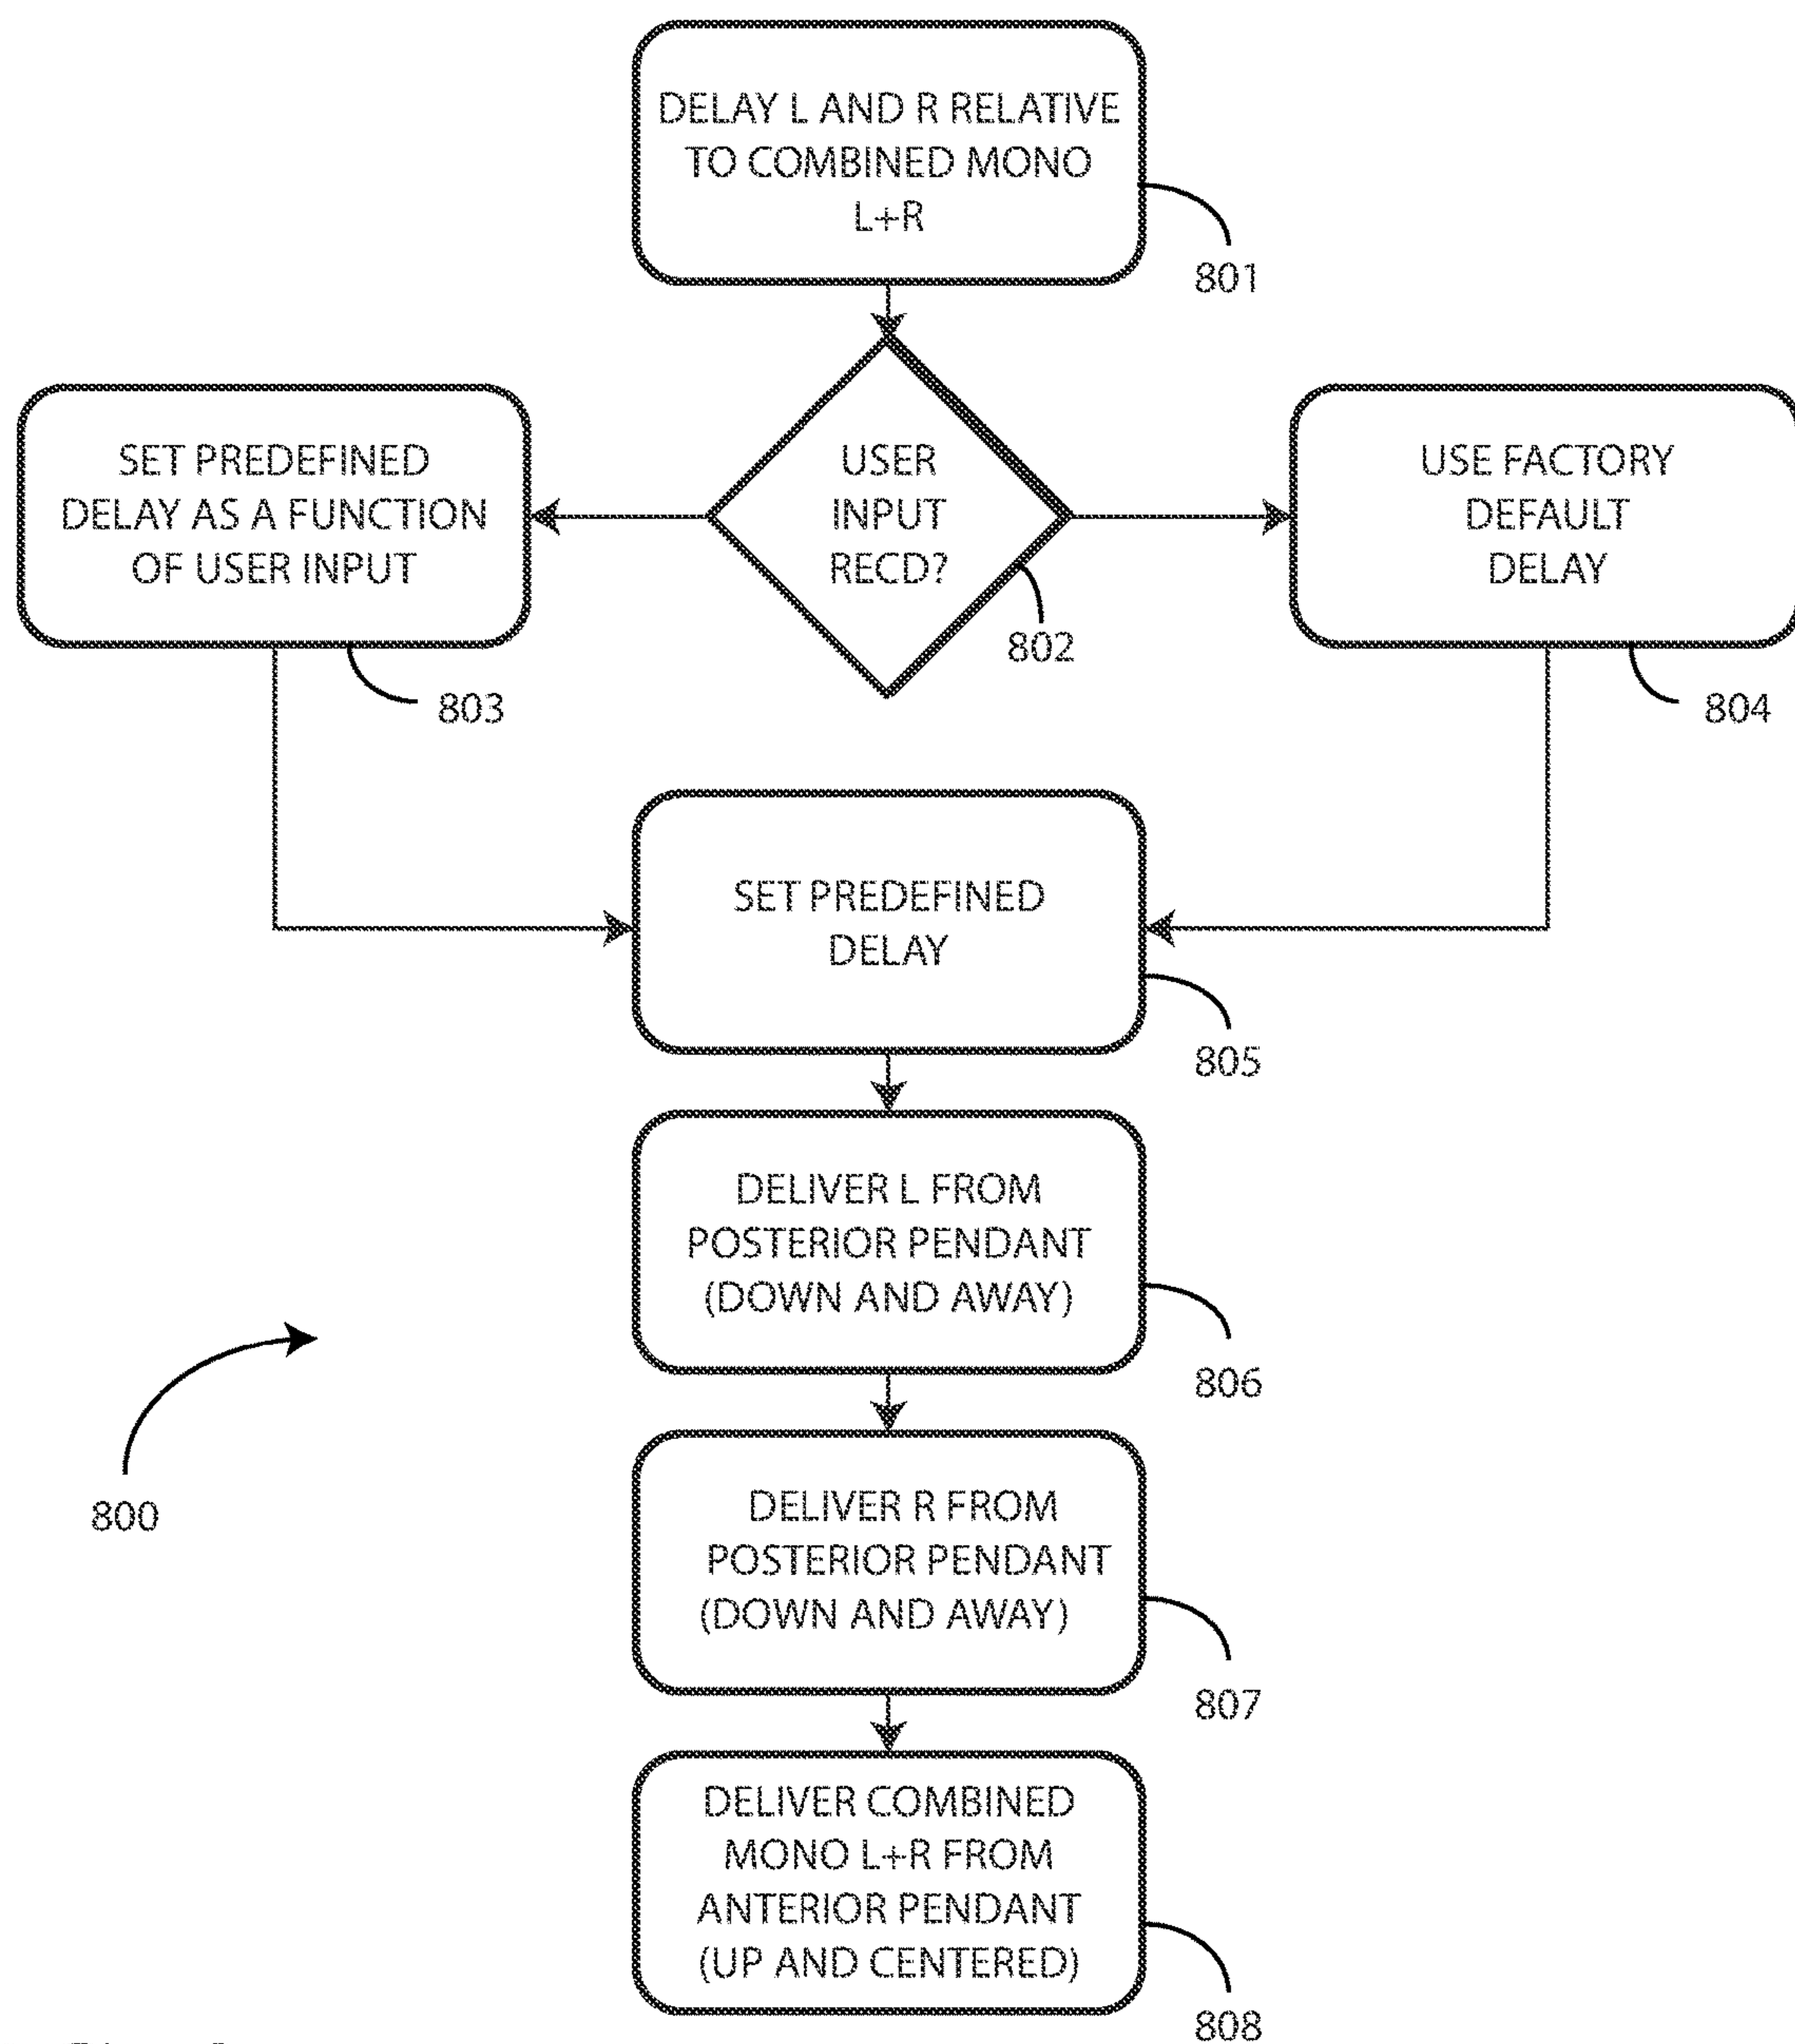 DELAY L AND R RELATIVE
TO COMBINED MONO
L+R
801
SET PREDEFINED
DELAY AS A FUNCTION
OF USER INPUT
803
USER
INPUT
RECD?
802
USE FACTORY
DEFAULT
DELAY
804
SET PREDEFINED
DELAY
805
DELIVER L FROM
POSTERIOR PENDANT
(DOWN AND AWAY)
806
800
DELIVER R FROM
POSTERIOR PENDANT
(DOWN AND AWAY)
807
DELIVER COMBINED
MONO L+R FROM
ANTERIOR PENDANT
(UP AND CENTERED)
808